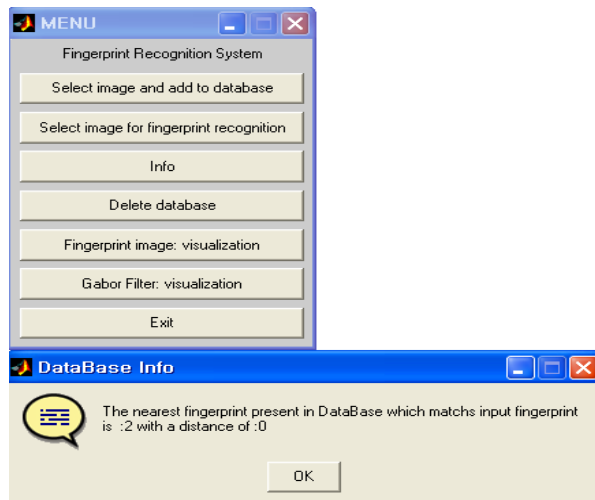 MENU
Fingerprint Recognition System
Select image and add to database
Select image for fingerprint recognition
Info
Delete database
Fingerprint image: visualization
Gabor Filter: visualization
Exit
DataBase Info
The nearest fingerprint present in DataBase which matchs input fingerprint
is :2 with a distance of :0
OK